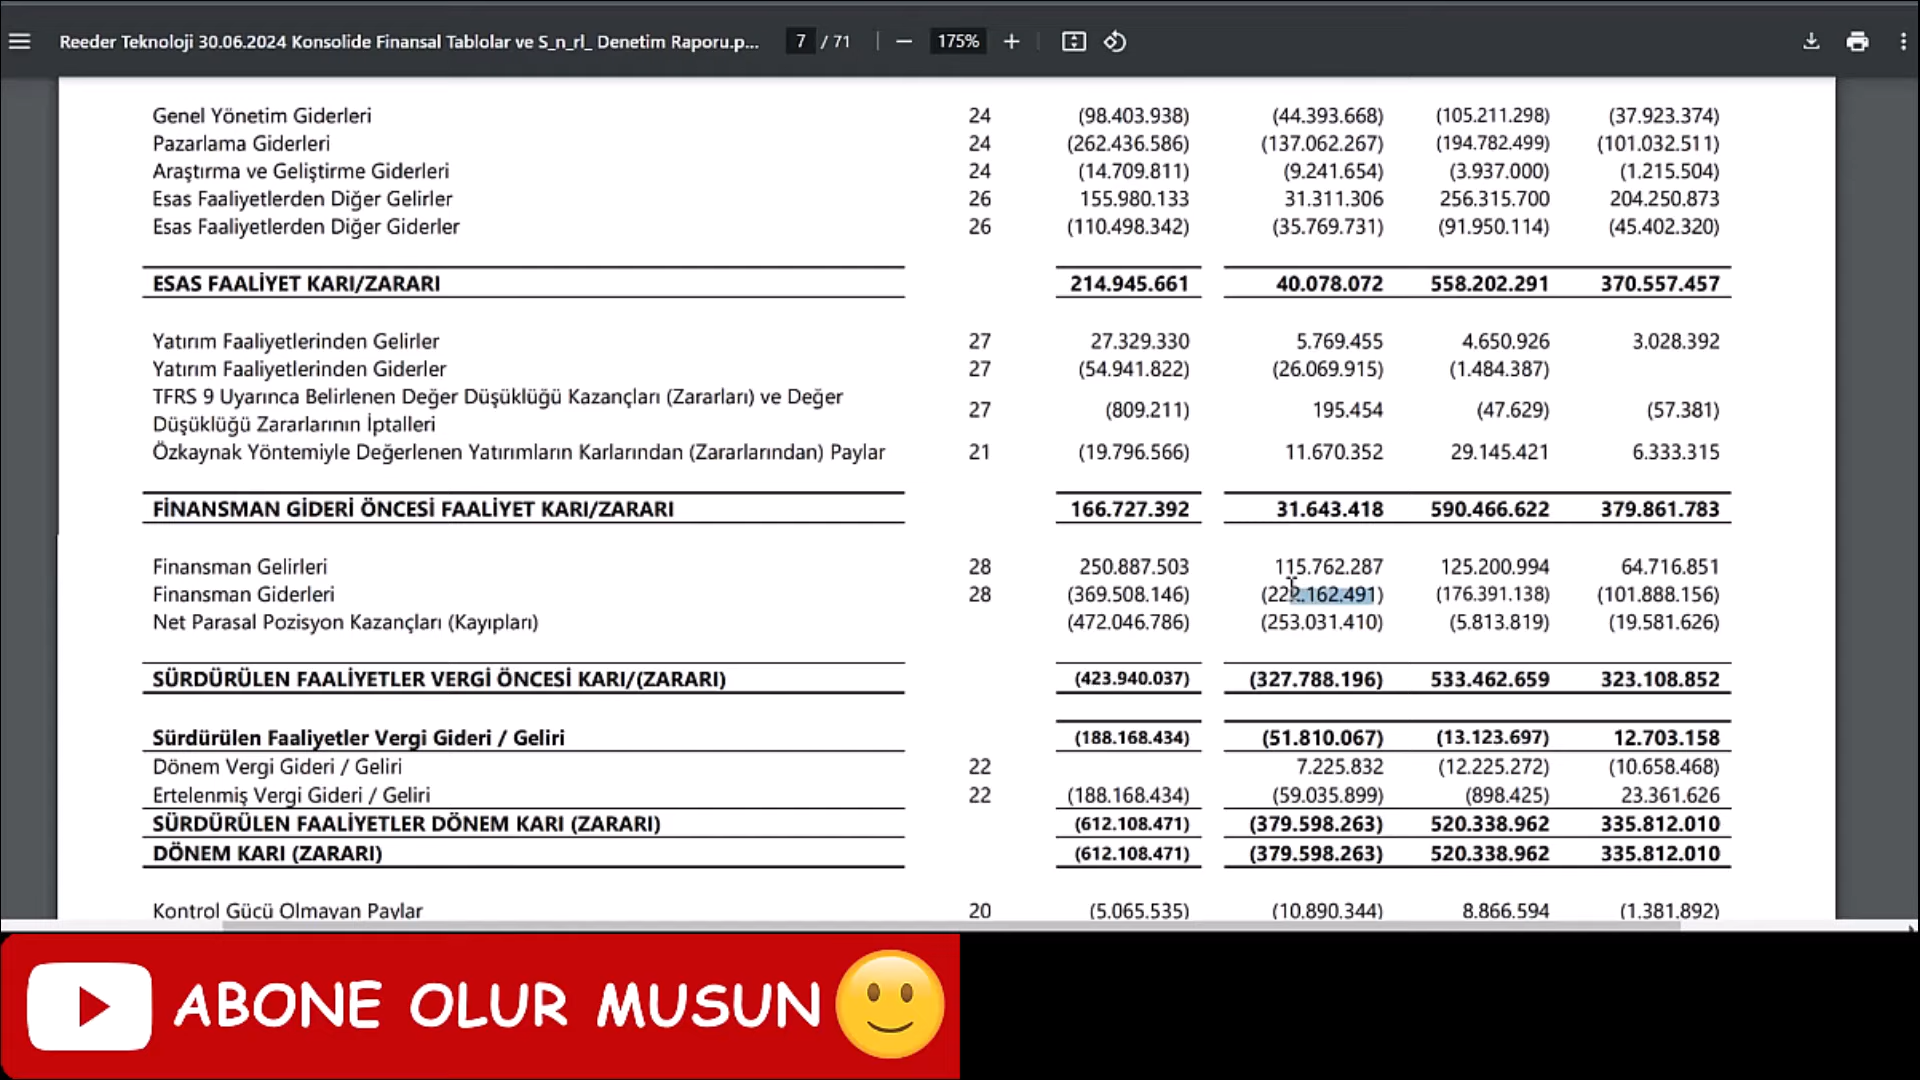 Reeder Teknoloji 30.06.2024 Konsolide Finansal Tablolar ve S_n_rl_ Denetim Raporu.p... 7 / 71 175%
Genel Yönetim Giderleri 24 (98.403.938) (44.393.668) (105.211.298) (37.923.374)
Pazarlama Giderleri 24 (262.436.586) (137.062.267) (194.782.499) (101.032.511)
Araştırma ve Geliştirme Giderleri 24 (14.709.811) (9.241.654) (3.937.000) (1.215.504)
Esas Faaliyetlerden Diğer Gelirler 26 155.980.133 31.311.306 256.315.700 204.250.873
Esas Faaliyetlerden Diğer Giderler 26 (110.498.342) (35.769.731) (91.950.114) (45.402.320)
ESAS FAALİYET KARI/ZARARI 214.945.661 40.078.072 558.202.291 370.557.457
Yatırım Faaliyetlerinden Gelirler 27 27.329.330 5.769.455 4.650.926 3.028.392
Yatırım Faaliyetlerinden Giderler 27 (54.941.822) (26.069.915) (1.484.387)
TFRS 9 Uyarınca Belirlenen Değer Düşüklüğü Kazançları (Zararları) ve Değer
Düşüklüğü Zararlarının İptalleri 27 (809.211) 195.454 (47.629) (57.381)
Özkaynak Yöntemiyle Değerlenen Yatırımların Karlarından (Zararlarından) Paylar 21 (19.796.566) 11.670.352 29.145.421 6.333.315
FİNANSMAN GİDERİ ÖNCESİ FAALİYET KARI/ZARARI 166.727.392 31.643.418 590.466.622 379.861.783
Finansman Gelirleri 28 250.887.503 115.762.287 125.200.994 64.716.851
Finansman Giderleri 28 (369.508.146) (222.162.491) (176.391.138) (101.888.156)
Net Parasal Pozisyon Kazançları (Kayıpları) (472.046.786) (253.031.410) (5.813.819) (19.581.626)
SÜRDÜRÜLEN FAALİYETLER VERGİ ÖNCESİ KARI/(ZARARI) (423.940.037) (327.788.196) 533.462.659 323.108.852
Sürdürülen Faaliyetler Vergi Gideri / Geliri (188.168.434) (51.810.067) (13.123.697) 12.703.158
Dönem Vergi Gideri / Geliri 22 7.225.832 (12.225.272) (10.658.468)
Ertelenmiş Vergi Gideri / Geliri 22 (188.168.434) (59.035.899) (898.425) 23.361.626
SÜRDÜRÜLEN FAALİYETLER DÖNEM KARI (ZARARI) (612.108.471) (379.598.263) 520.338.962 335.812.010
DÖNEM KARI (ZARARI) (612.108.471) (379.598.263) 520.338.962 335.812.010
Kontrol Gücü Olmayan Paylar 20 (5.065.535) (10.890.344) 8.866.594 (1.381.892)
ABONE OLUR MUSUN